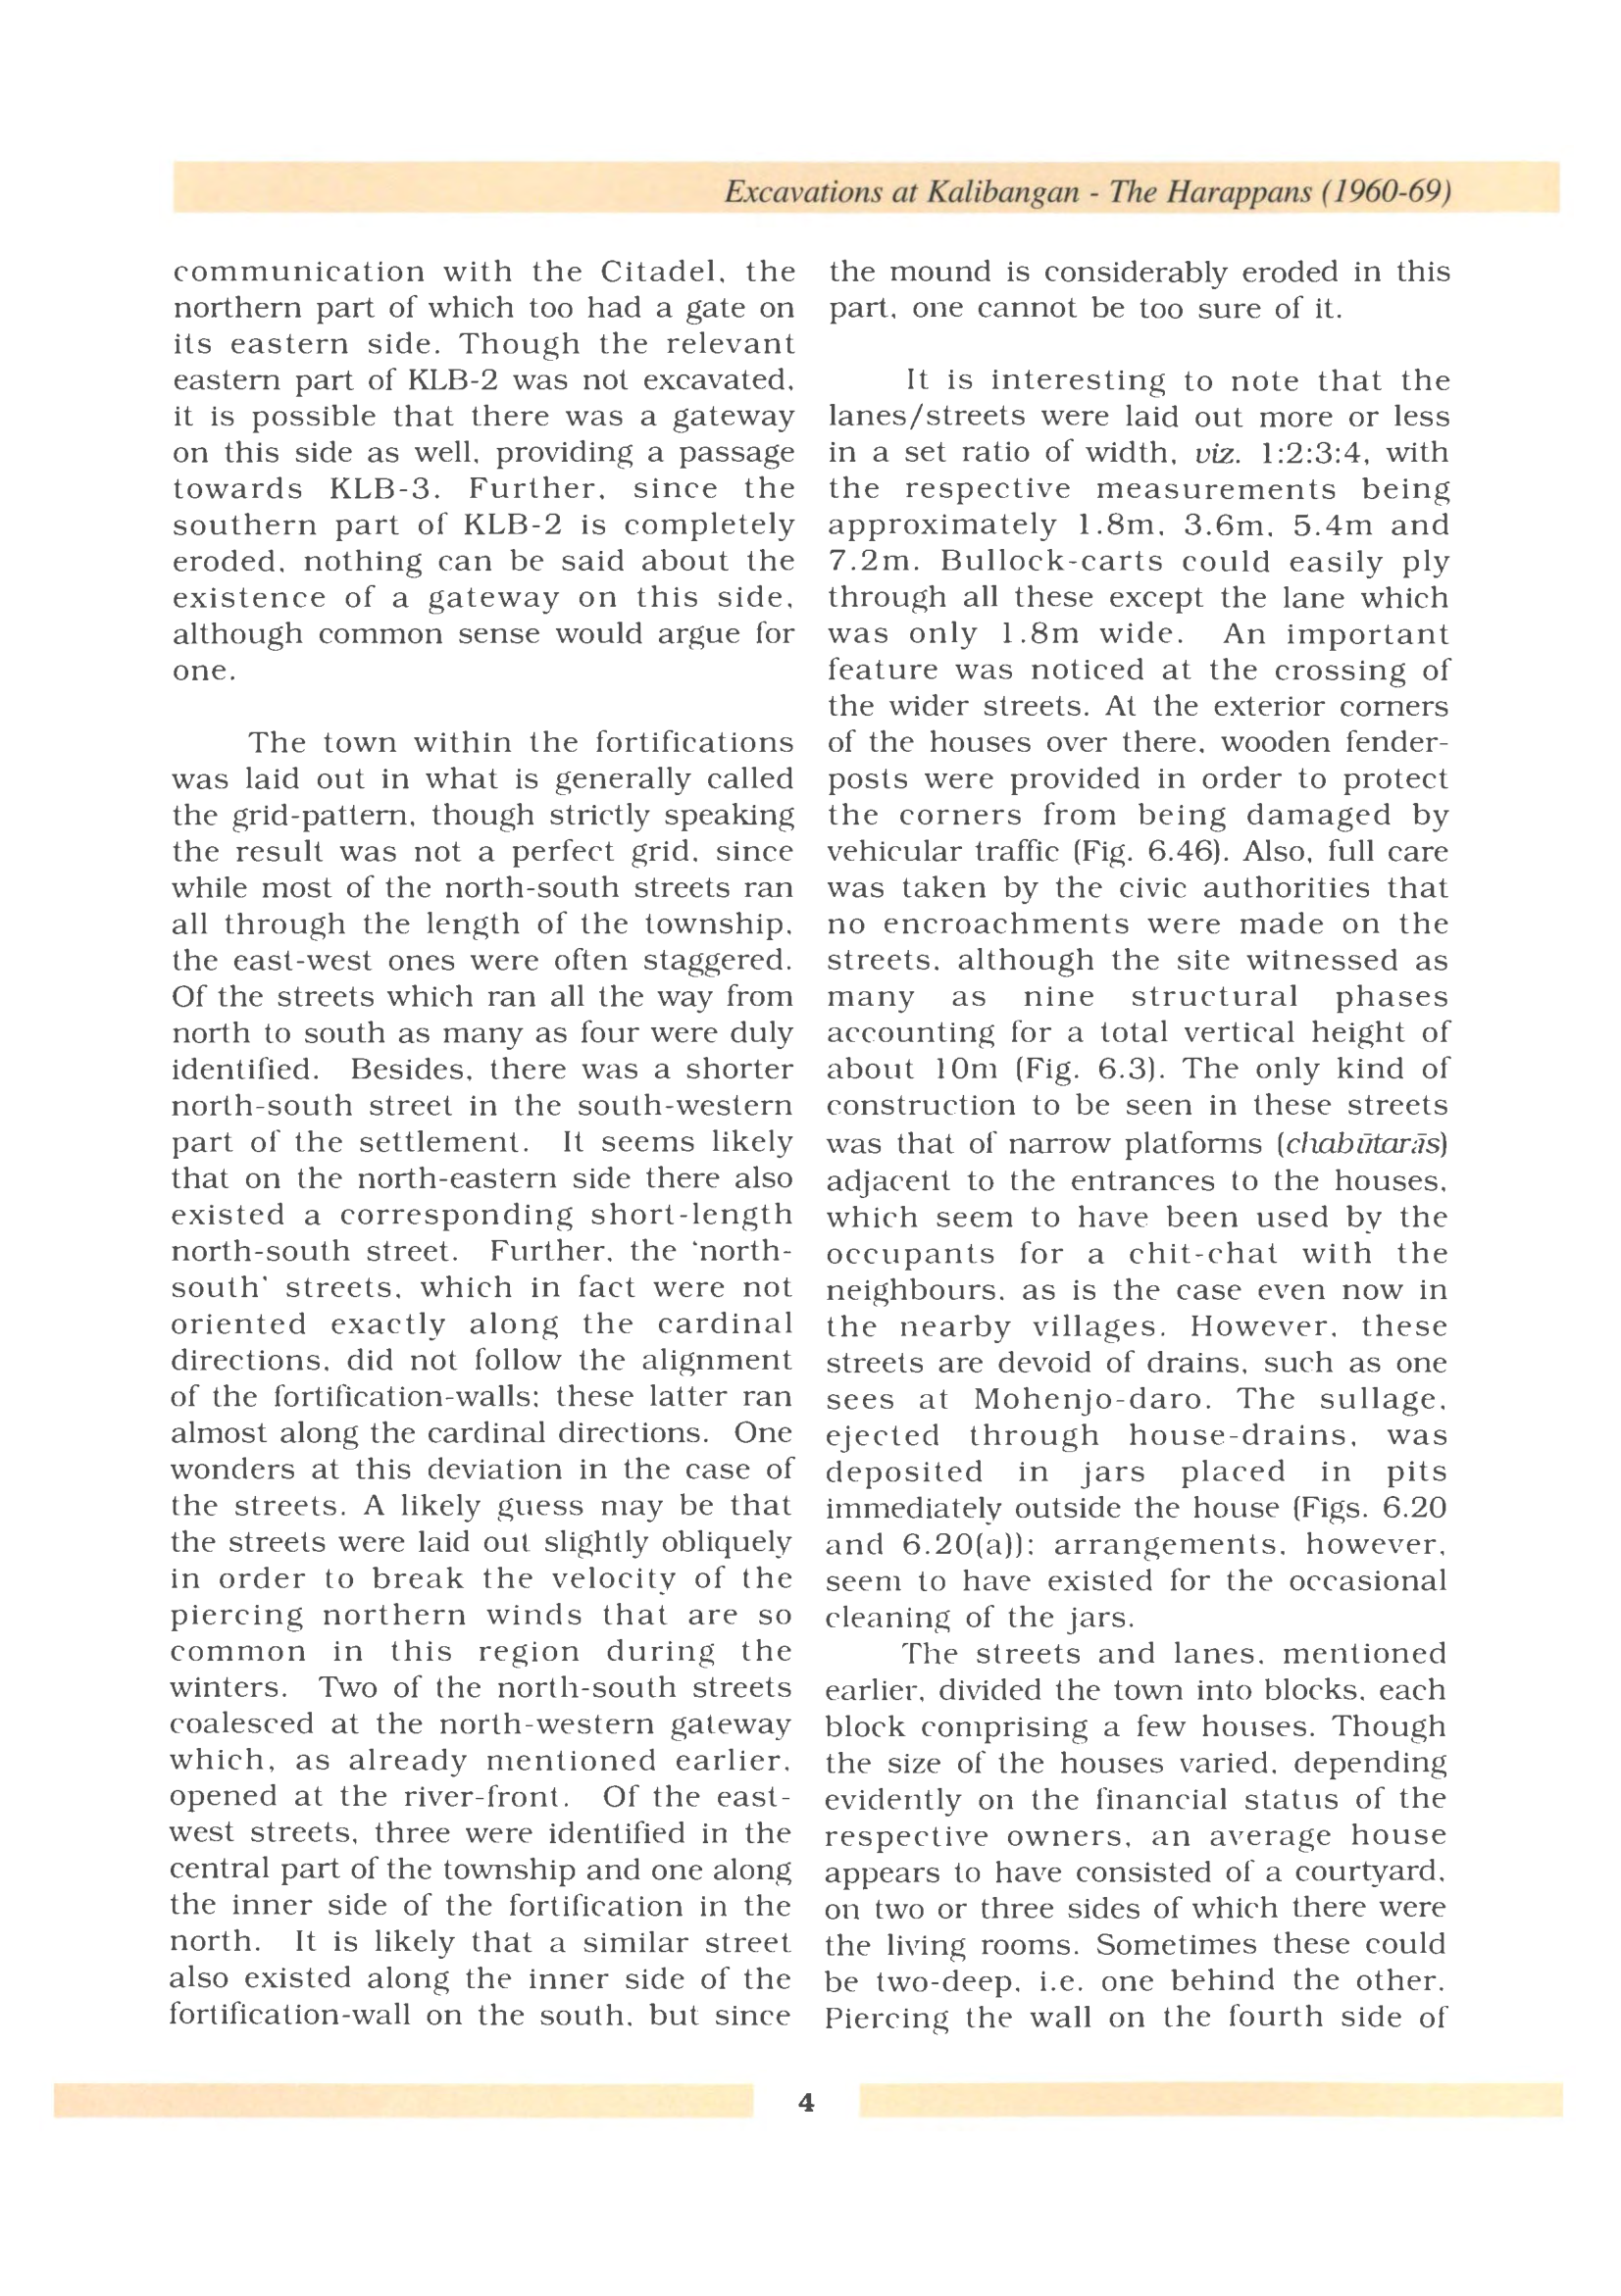 Excavations at Kalibangan - The Harappans (1960-69)
communication with the Citadel, the
northern part of which too had a gate on
its eastern side. Though the relevant
eastern part of KLB-2 was not excavated,
it is possible that there was a gateway
on this side as well, providing a passage
towards KLB-3. Further, since the
southern part of KLB-2 is completely
eroded, nothing can be said about the
existence of a gateway on this side,
although common sense would argue for
one.
The town within the fortifications
was laid out in what is generally called
the grid-pattern, though strictly speaking
the result was not a perfect grid, since
while most of the north-south streets ran
all through the length of the township,
the east-west ones were often staggered.
Of the streets which ran all the way from
north to south as many as four were duly
identified. Besides, there was a shorter
north-south street in the south-western
part of the settlement. It seems likely
that on the north-eastern side there also
existed a corresponding short-length
north-south street. Further, the 'north-
south' streets, which in fact were not
oriented exactly along the cardinal
directions, did not follow the alignment
of the fortification-walls; these latter ran
almost along the cardinal directions. One
wonders at this deviation in the case of
the streets. A likely guess may be that
the streets were laid out slightly obliquely
in order to break the velocity of the
piercing northern winds that are so
common in this region during the
winters. Two of the north-south streets
coalesced at the north-western gateway
which, as already mentioned earlier,
opened at the river-front. Of the east-
west streets, three were identified in the
central part of the township and one along
the inner side of the fortification in the
north. It is likely that a similar street
also existed along the inner side of the
fortification-wall on the south, but since
the mound is considerably eroded in this
part, one cannot be too sure of it.
It is interesting to note that the
lanes/streets were laid out more or less
in a set ratio of width, viz. 1:2:3:4, with
the respective measurements being
approximately 1.8m, 3.6m, 5.4m and
7.2m. Bullock-carts could easily ply
through all these except the lane which
was only 1.8m wide. An important
feature was noticed at the crossing of
the wider streets. At the exterior corners
of the houses over there, wooden fender-
posts were provided in order to protect
the corners from being damaged by
vehicular traffic (Fig. 6.46). Also, full care
was taken by the civic authorities that
no encroachments were made on the
streets, although the site witnessed as
many as nine structural phases
accounting for a total vertical height of
about 10m (Fig. 6.3). The only kind of
construction to be seen in these streets
was that of narrow platforms (chabūtarās)
adjacent to the entrances to the houses,
which seem to have been used by the
occupants for a chit-chat with the
neighbours, as is the case even now in
the nearby villages. However, these
streets are devoid of drains, such as one
sees at Mohenjo-daro. The sullage,
ejected through house-drains, was
deposited in jars placed in pits
immediately outside the house (Figs. 6.20
and 6.20(a)); arrangements, however,
seem to have existed for the occasional
cleaning of the jars.
The streets and lanes, mentioned
earlier, divided the town into blocks, each
block comprising a few houses. Though
the size of the houses varied, depending
evidently on the financial status of the
respective owners, an average house
appears to have consisted of a courtyard,
on two or three sides of which there were
the living rooms. Sometimes these could
be two-deep, i.e. one behind the other.
Piercing the wall on the fourth side of
4